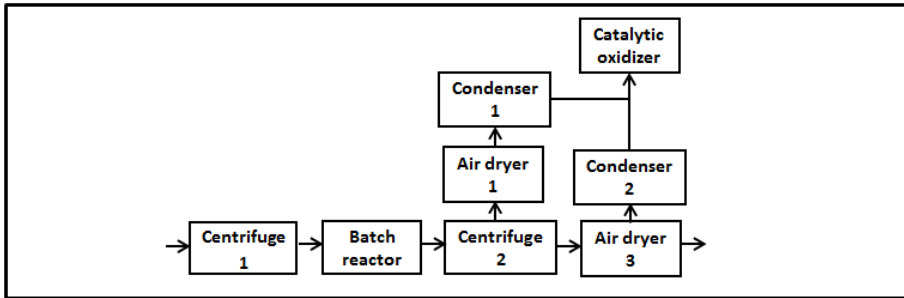 Catalytic
oxidizer
Condenser
1
Air dryer
1
Condenser
2
Centrifuge
1
Batch
reactor
Centrifuge
2
Air dryer
3